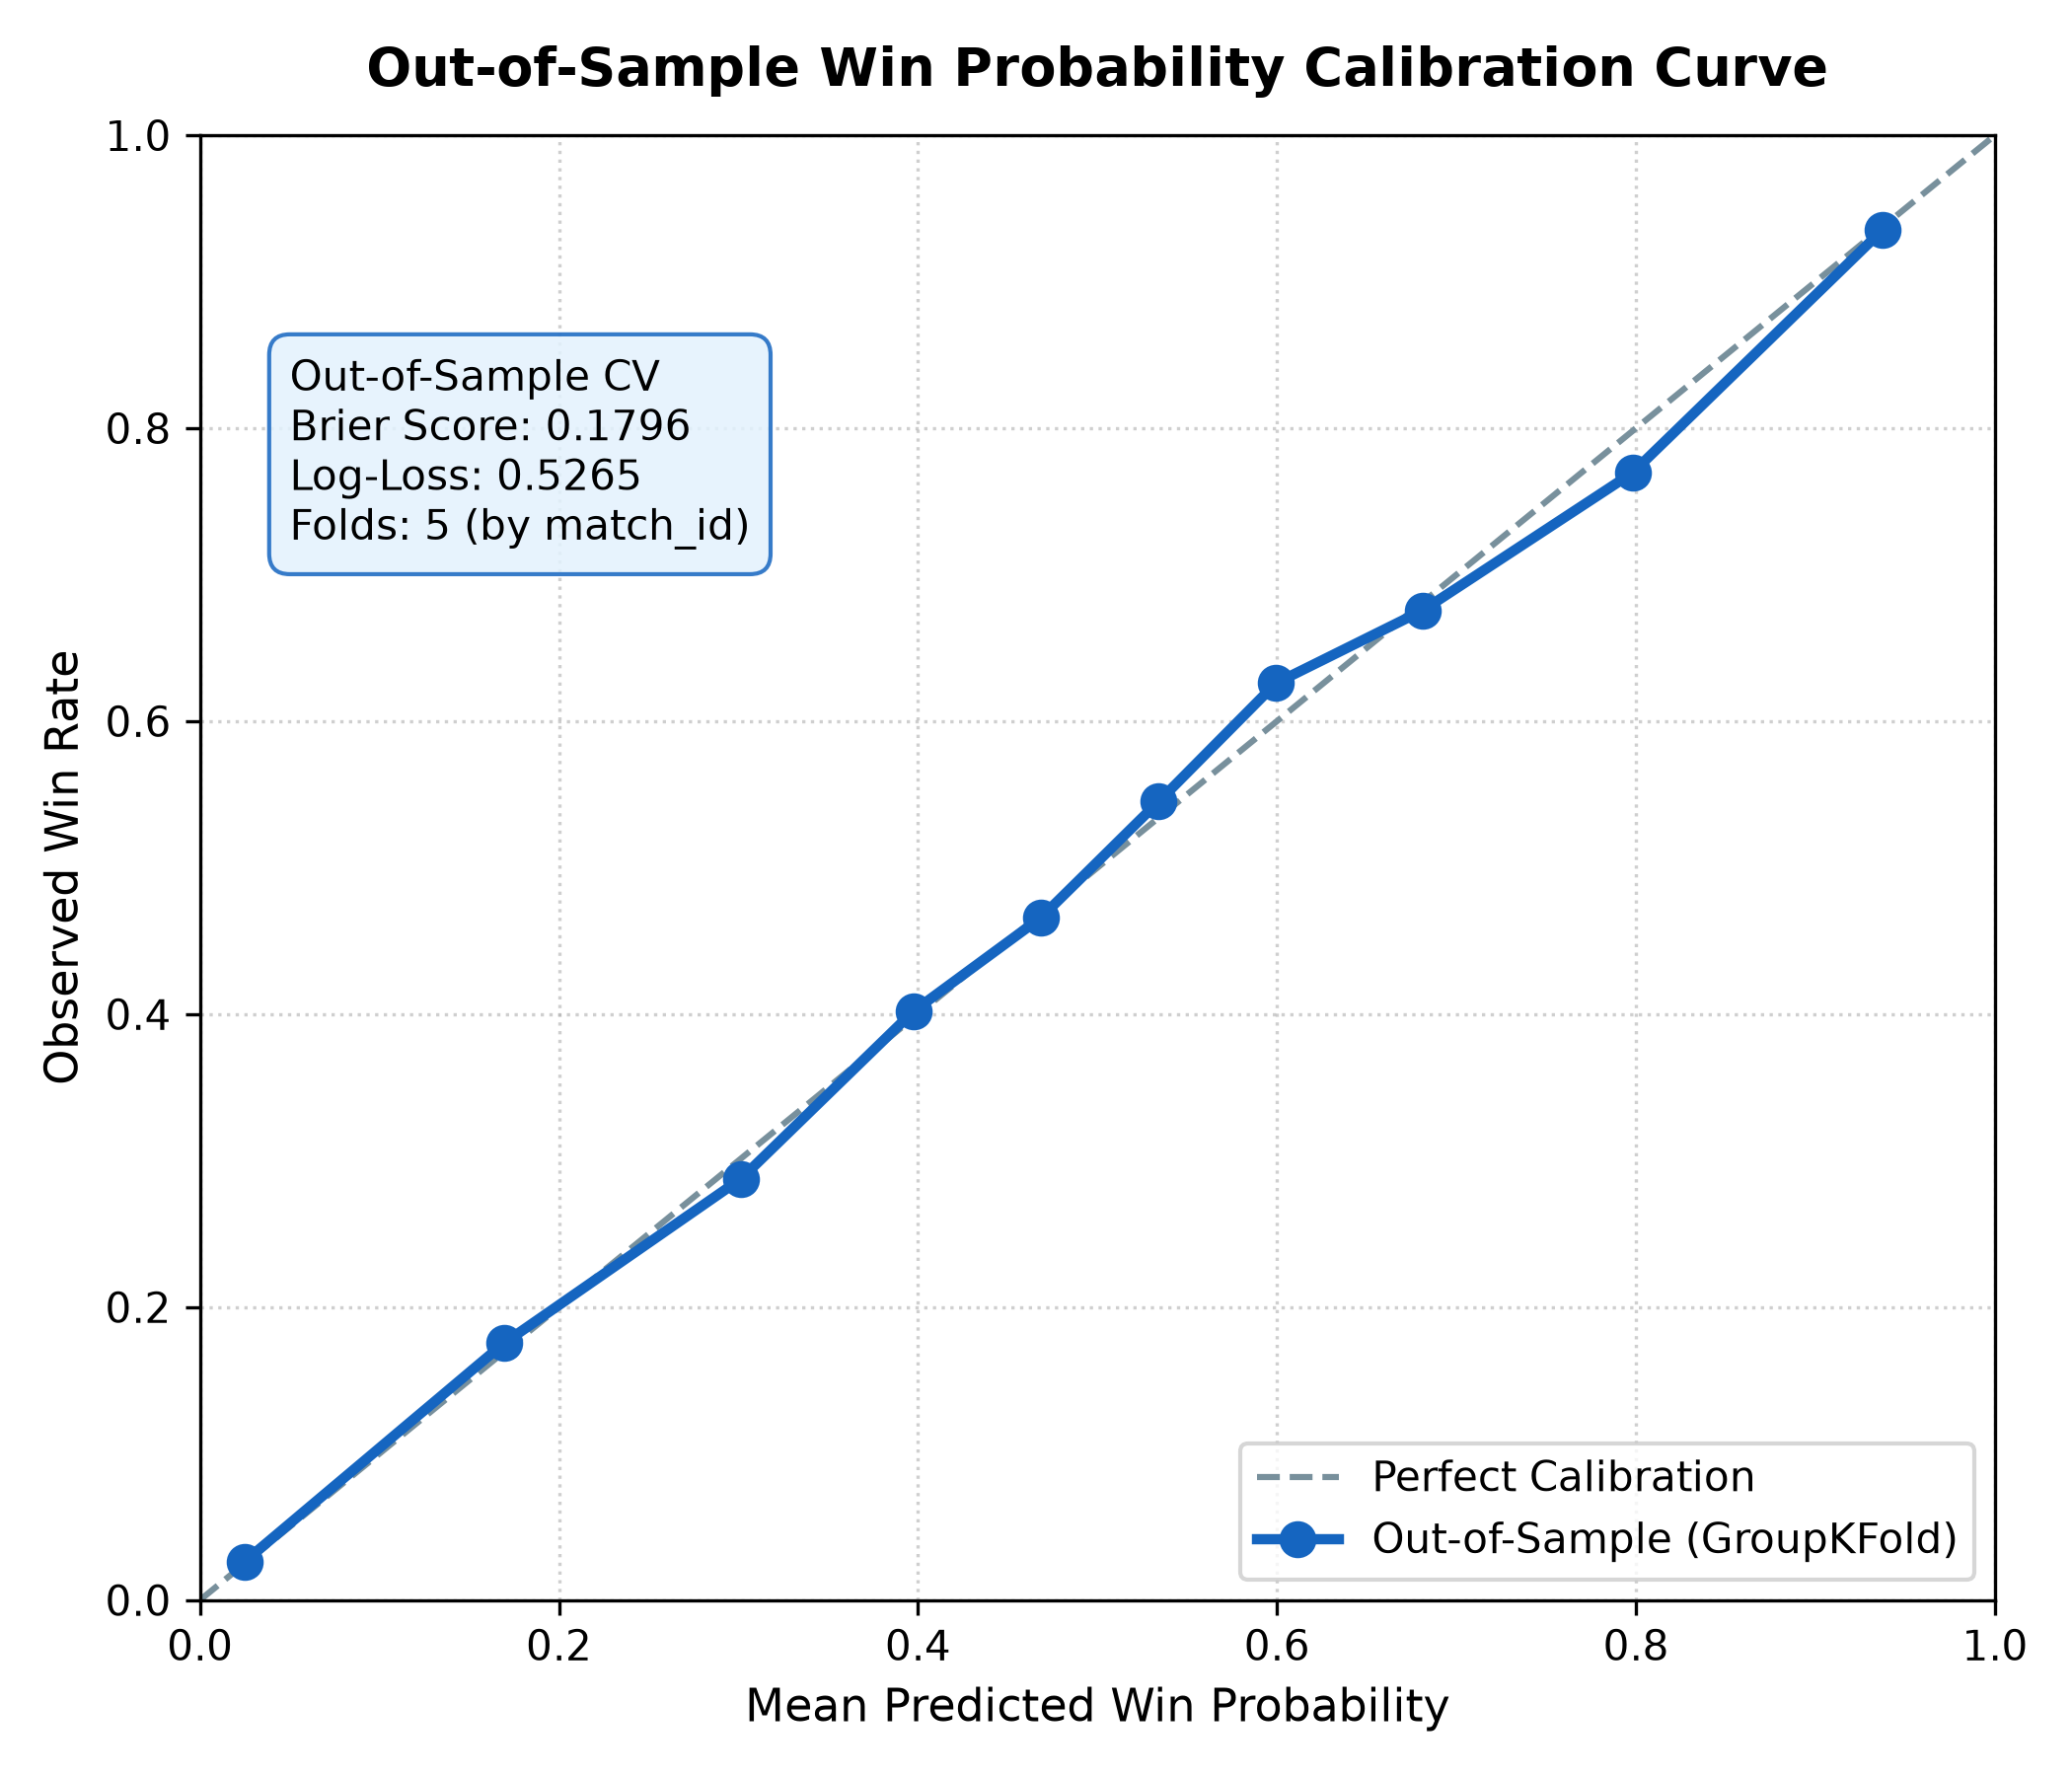 Out-of-Sample Win Probability Calibration Curve
1.0
0.8
0.6
0.4
0.2
0.0
Observed Win Rate
Out-of-Sample CV
Brier Score: 0.1796
Log-Loss: 0.5265
Folds: 5 (by match_id)
Perfect Calibration
Out-of-Sample (GroupKFold)
0.0 0.2 0.4 0.6 0.8 1.0
Mean Predicted Win Probability